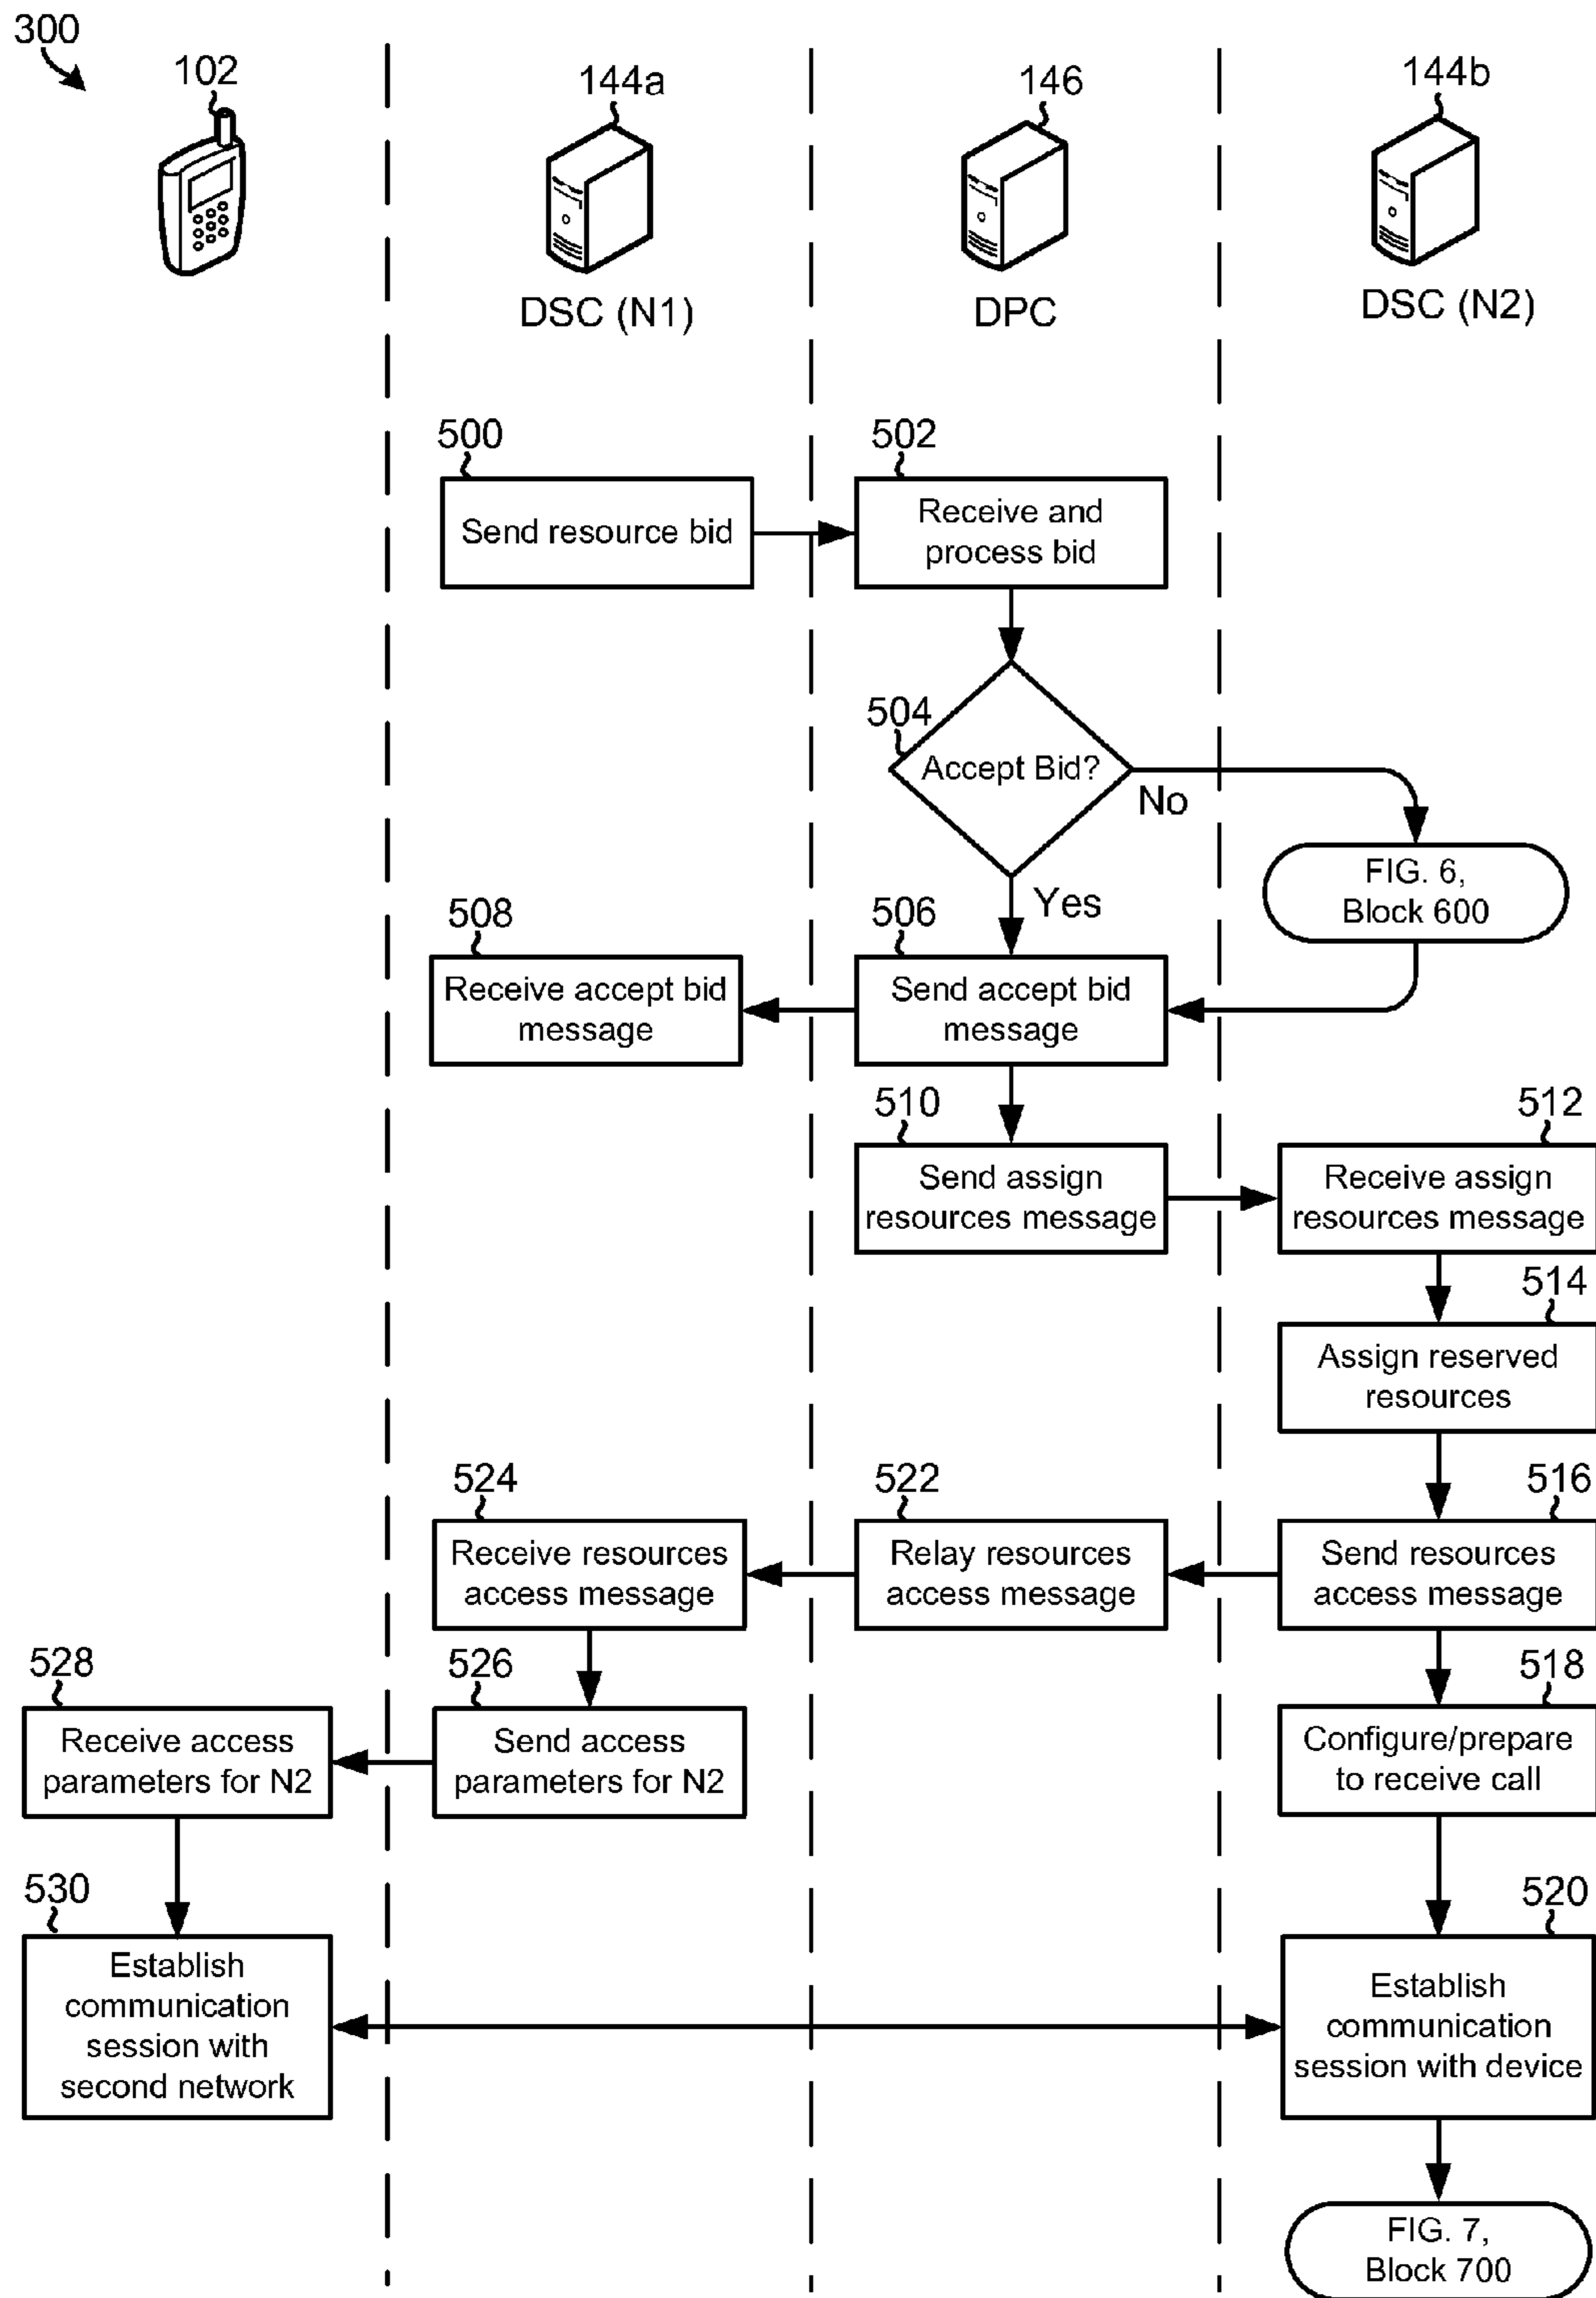 300
102
144a
146
144b
DSC (N1)
DPC
DSC (N2)
500
Send resource bid
502
Receive and
process bid
504
Accept Bid?
No
Yes
FIG. 6,
Block 600
508
Receive accept bid
message
506
Send accept bid
message
510
Send assign
resources message
512
Receive assign
resources message
514
Assign reserved
resources
524
Receive resources
access message
522
Relay resources
access message
516
Send resources
access message
528
Receive access
parameters for N2
526
Send access
parameters for N2
518
Configure/prepare
to receive call
530
Establish
communication
session with
second network
520
Establish
communication
session with device
FIG. 7,
Block 700